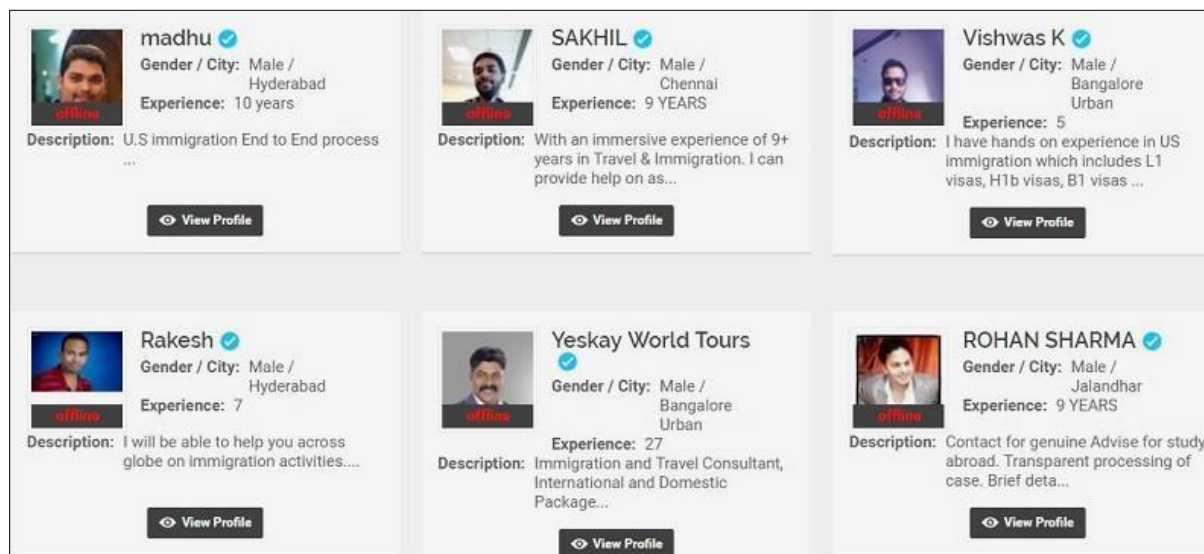 madhu
Gender / City: Male /
Hyderabad
Experience: 10 years
offline
Description: U.S immigration End to End process
...
View Profile
SAKHIL
Gender / City: Male /
Chennai
Experience: 9 YEARS
offline
Description: With an immersive experience of 9+
years in Travel & Immigration. I can
provide help on as...
View Profile
Vishwas K
Gender / City: Male /
Bangalore
Urban
Experience: 5
offline
Description: I have hands on experience in US
immigration which includes L1
visas, H1b visas, B1 visas ...
View Profile
Rakesh
Gender / City: Male /
Hyderabad
Experience: 7
offline
Description: I will be able to help you across
globe on immigration activities....
View Profile
Yeskay World Tours
Gender / City: Male /
Bangalore
Urban
offline
Experience: 27
Description: Immigration and Travel Consultant,
International and Domestic
Package...
View Profile
ROHAN SHARMA
Gender / City: Male /
Jalandhar
Experience: 9 YEARS
offline
Description: Contact for genuine Advise for study
abroad. Transparent processing of
case. Brief deta...
View Profile